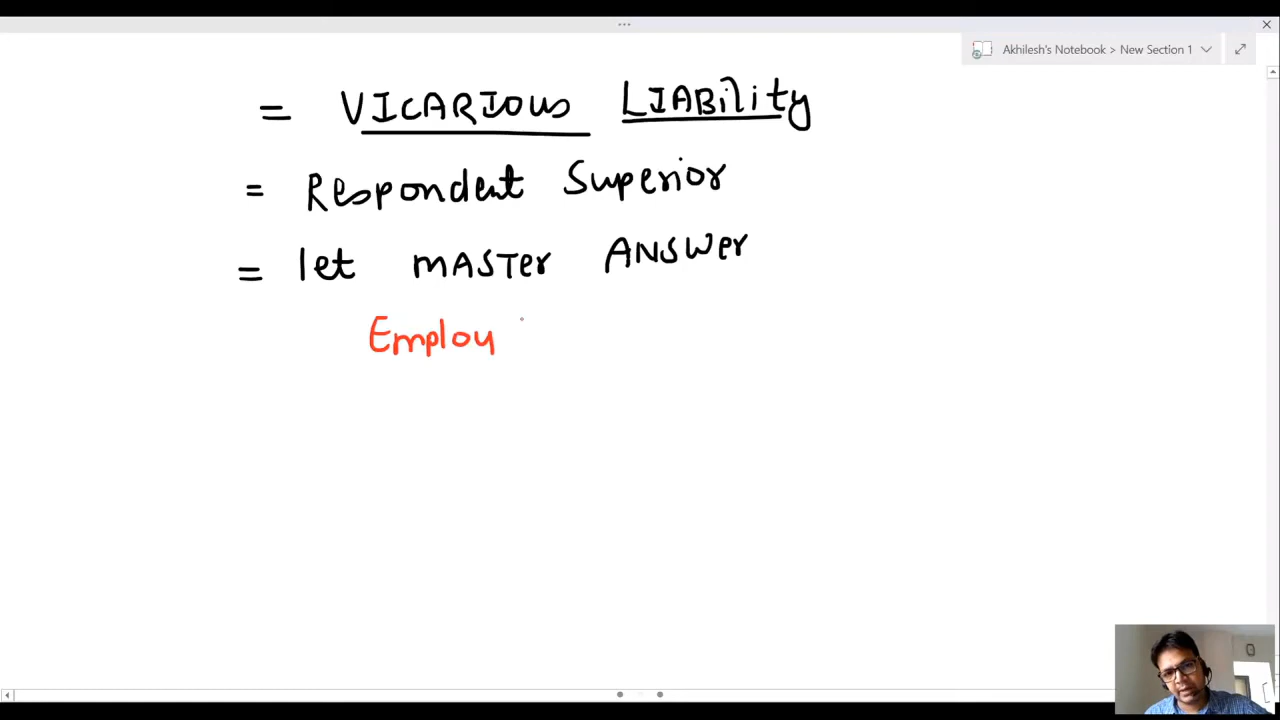 Akhilesh's Notebook > New Section 1
= VICARIOUS LIABility
= Respondent Superior
= let MASTer ANSWer
Employ